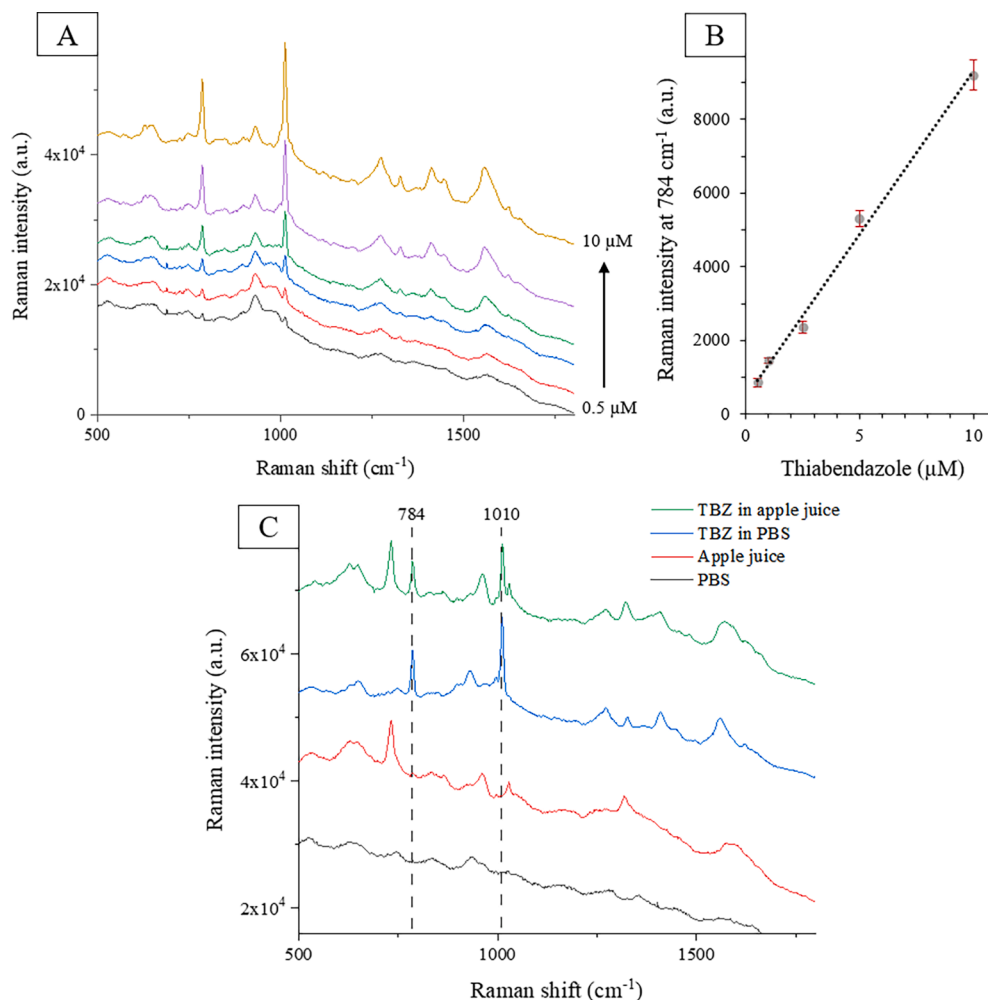 A
Raman intensity (a.u.)
4x10⁴
2x10⁴
0
500
1000
1500
Raman shift (cm⁻¹)
10 µM
0.5 µM
B
Raman intensity at 784 cm⁻¹ (a.u.)
8000
6000
4000
2000
0
0
5
10
Thiabendazole (µM)
C
784
1010
TBZ in apple juice
TBZ in PBS
Apple juice
PBS
Raman intensity (a.u.)
6x10⁴
4x10⁴
2x10⁴
500
1000
1500
Raman shift (cm⁻¹)